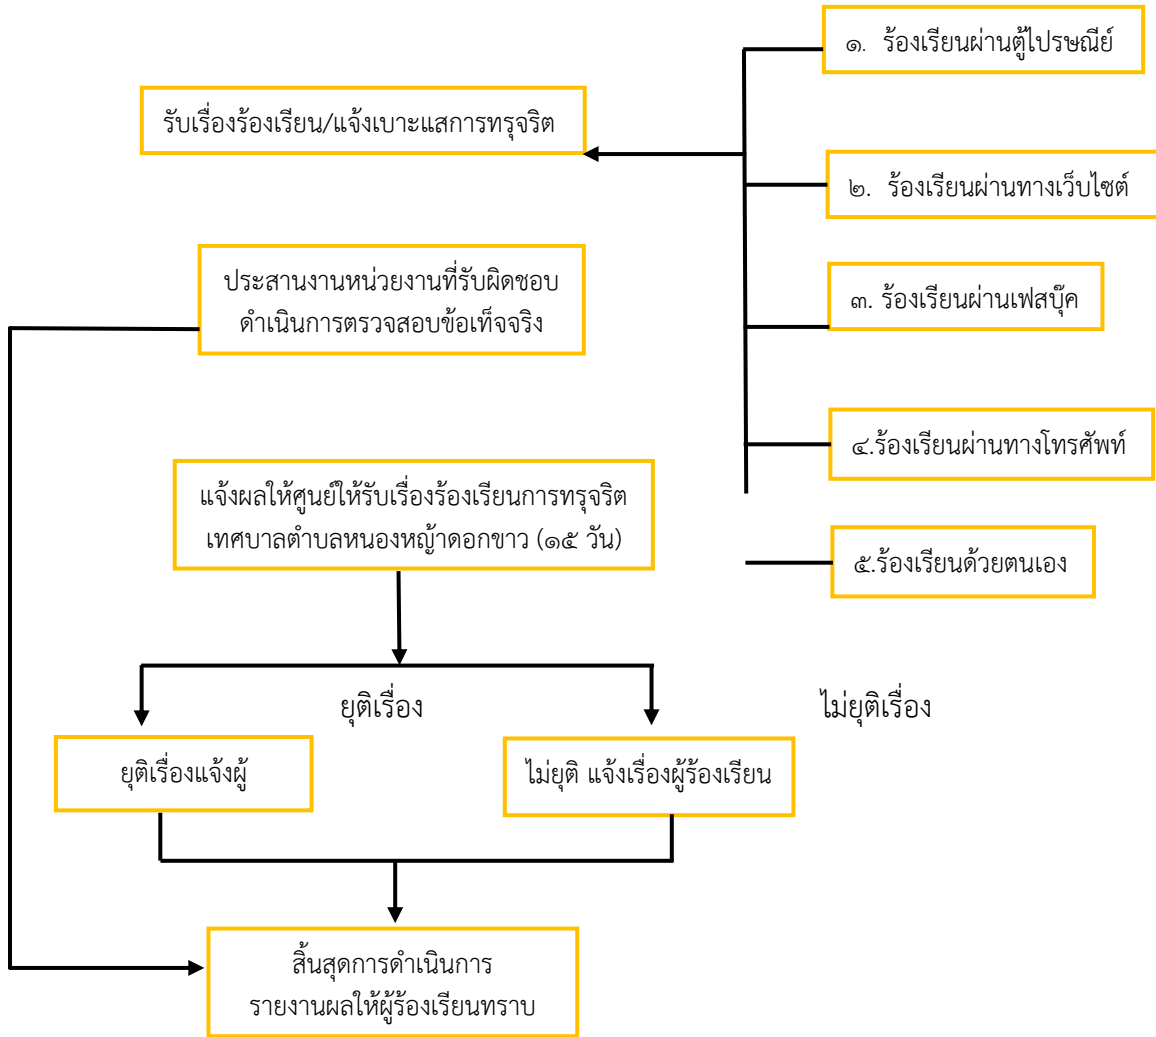 ๑. ร้องเรียนผ่านตู้ไปรษณีย์
รับเรื่องร้องเรียน/แจ้งเบาะแสการทรุจริต
๒. ร้องเรียนผ่านทางเว็บไซต์
ประสานงานหน่วยงานที่รับผิดชอบ
ดำเนินการตรวจสอบข้อเท็จจริง
๓. ร้องเรียนผ่านเฟสบุ๊ค
๔.ร้องเรียนผ่านทางโทรศัพท์
แจ้งผลให้ศูนย์ให้รับเรื่องร้องเรียนการทรุจริต
เทศบาลตำบลหนองหญ้าดอกขาว (๑๕ วัน)
๕.ร้องเรียนด้วยตนเอง
ยุติเรื่อง
ไม่ยุติเรื่อง
ยุติเรื่องแจ้งผู้
ไม่ยุติ แจ้งเรื่องผู้ร้องเรียน
สิ้นสุดการดำเนินการ
รายงานผลให้ผู้ร้องเรียนทราบ